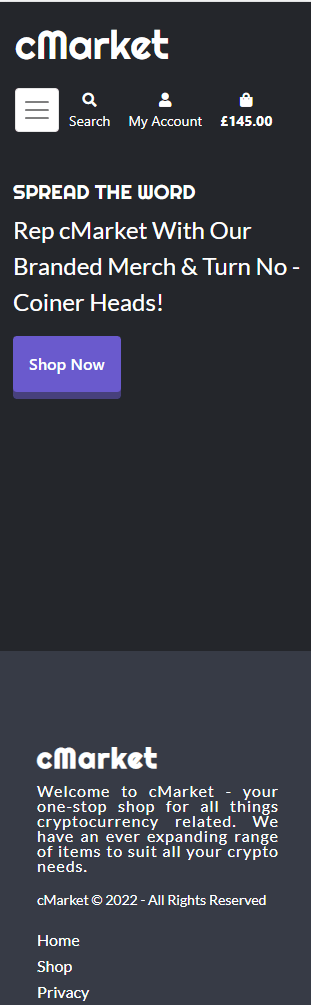 cMarket
Search My Account £145.00
SPREAD THE WORD
Rep cMarket With Our
Branded Merch & Turn No -
Coiner Heads!
Shop Now
cMarket
Welcome to cMarket - your
one-stop shop for all things
cryptocurrency related. We
have an ever expanding range
of items to suit all your crypto
needs.
cMarket © 2022 - All Rights Reserved
Home
Shop
Privacy